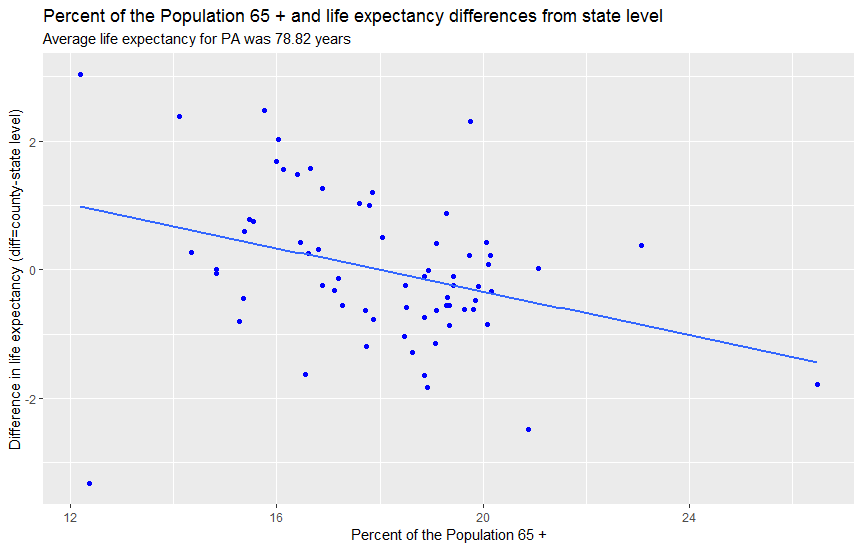 Percent of the Population 65 + and life expectancy differences from state level
Average life expectancy for PA was 78.82 years
Difference in life expectancy (diff=county-state level)
2
0
-2
12
16
20
24
Percent of the Population 65 +